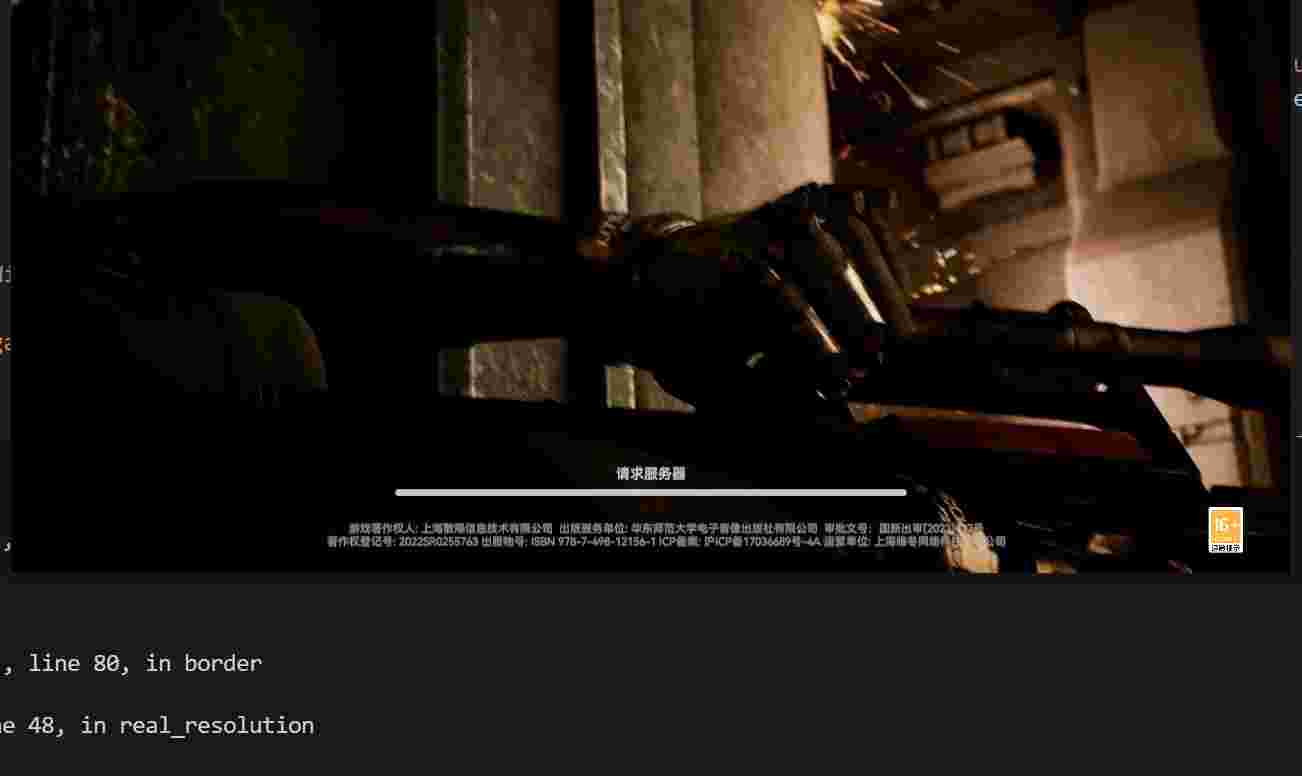 请求服务器
游戏著作权人: 上海散爆信息技术有限公司 出版服务单位: 华东师范大学电子音像出版社有限公司 审批文号: 国新出审[202
著作权登记号: 2022SR0255763 出版物号: ISBN 978-7-498-12156-1 ICP备案: 沪ICP备17036689号-4A 运营单位: 上海
16+
, line 80, in border
e 48, in real_resolution